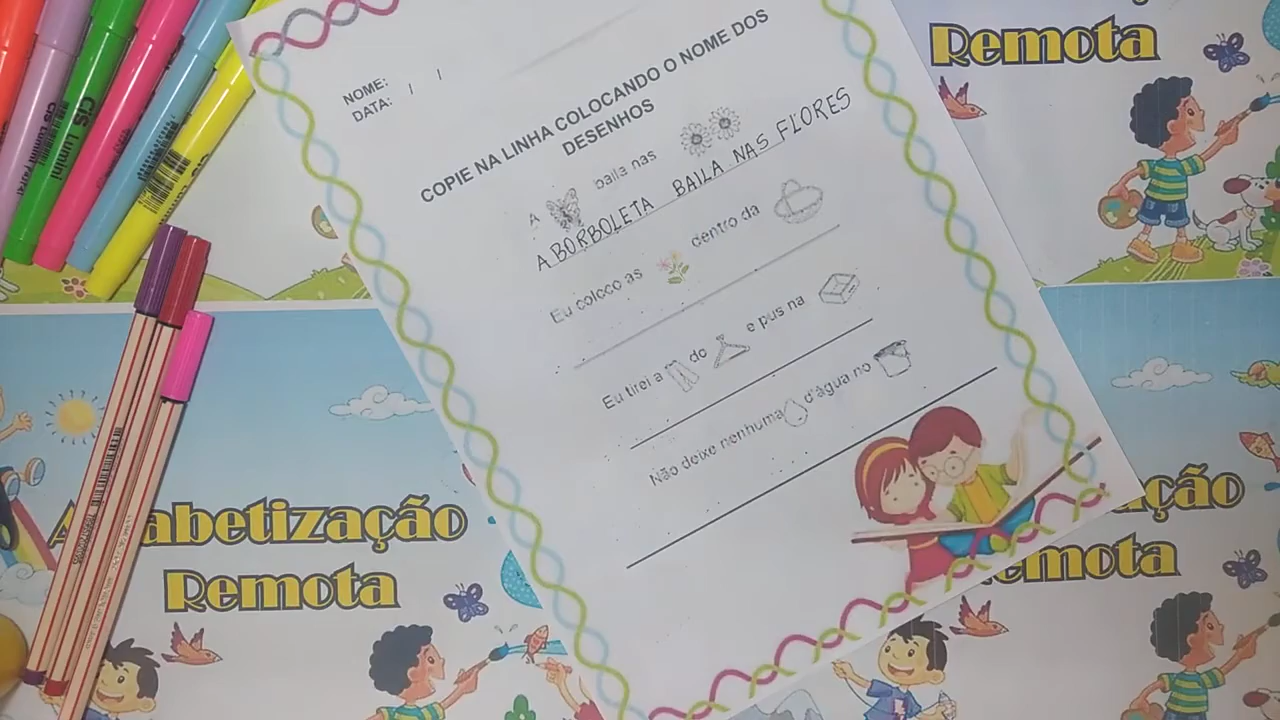 NOME:
DATA: / /
COPIE NA LINHA COLOCANDO O NOME DOS
DESENHOS
A baila nas
A BORBOLETA BAILA NAS FLORES
Eu coloco as dentro da
Eu tirei a do e pus na
Não deixe nenhuma d'água no
Remota
Alfabetização
Remota
ação
Remota
cis Lumini